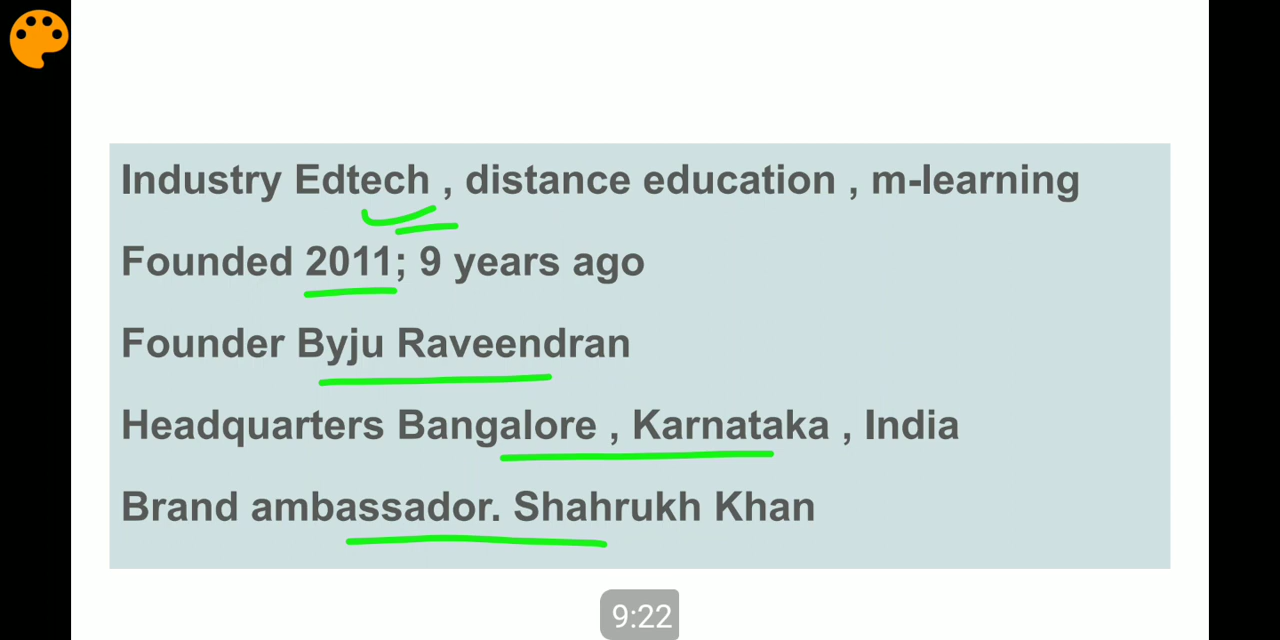 Industry Edtech , distance education , m-learning
Founded 2011; 9 years ago
Founder Byju Raveendran
Headquarters Bangalore , Karnataka , India
Brand ambassador. Shahrukh Khan
9:22